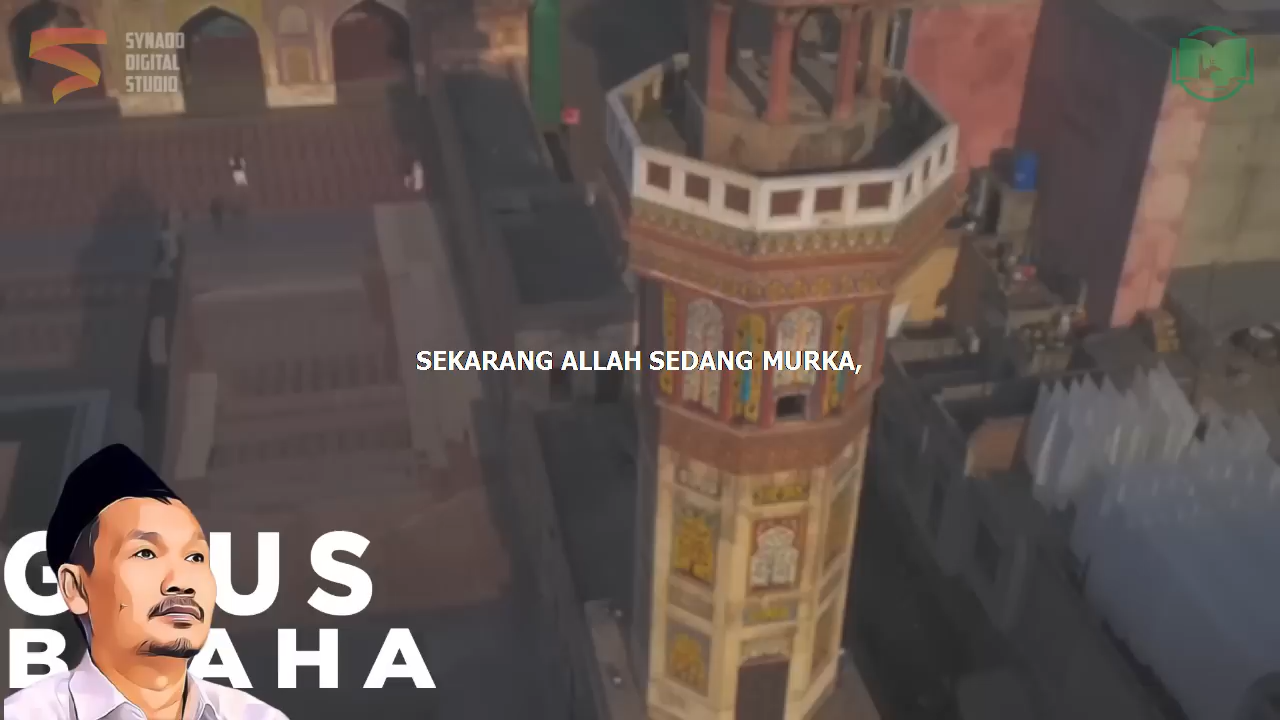 SYNADO
DIGITAL
STUDIO
SEKARANG ALLAH SEDANG MURKA,
GUS
BAHA